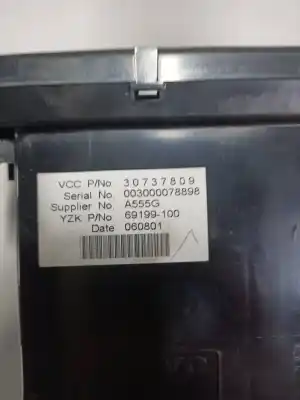 VCC P/No. 30737809
Serial No. 003000078898
Supplier No. A555G
YZK P/No 69199-100
Date 060801